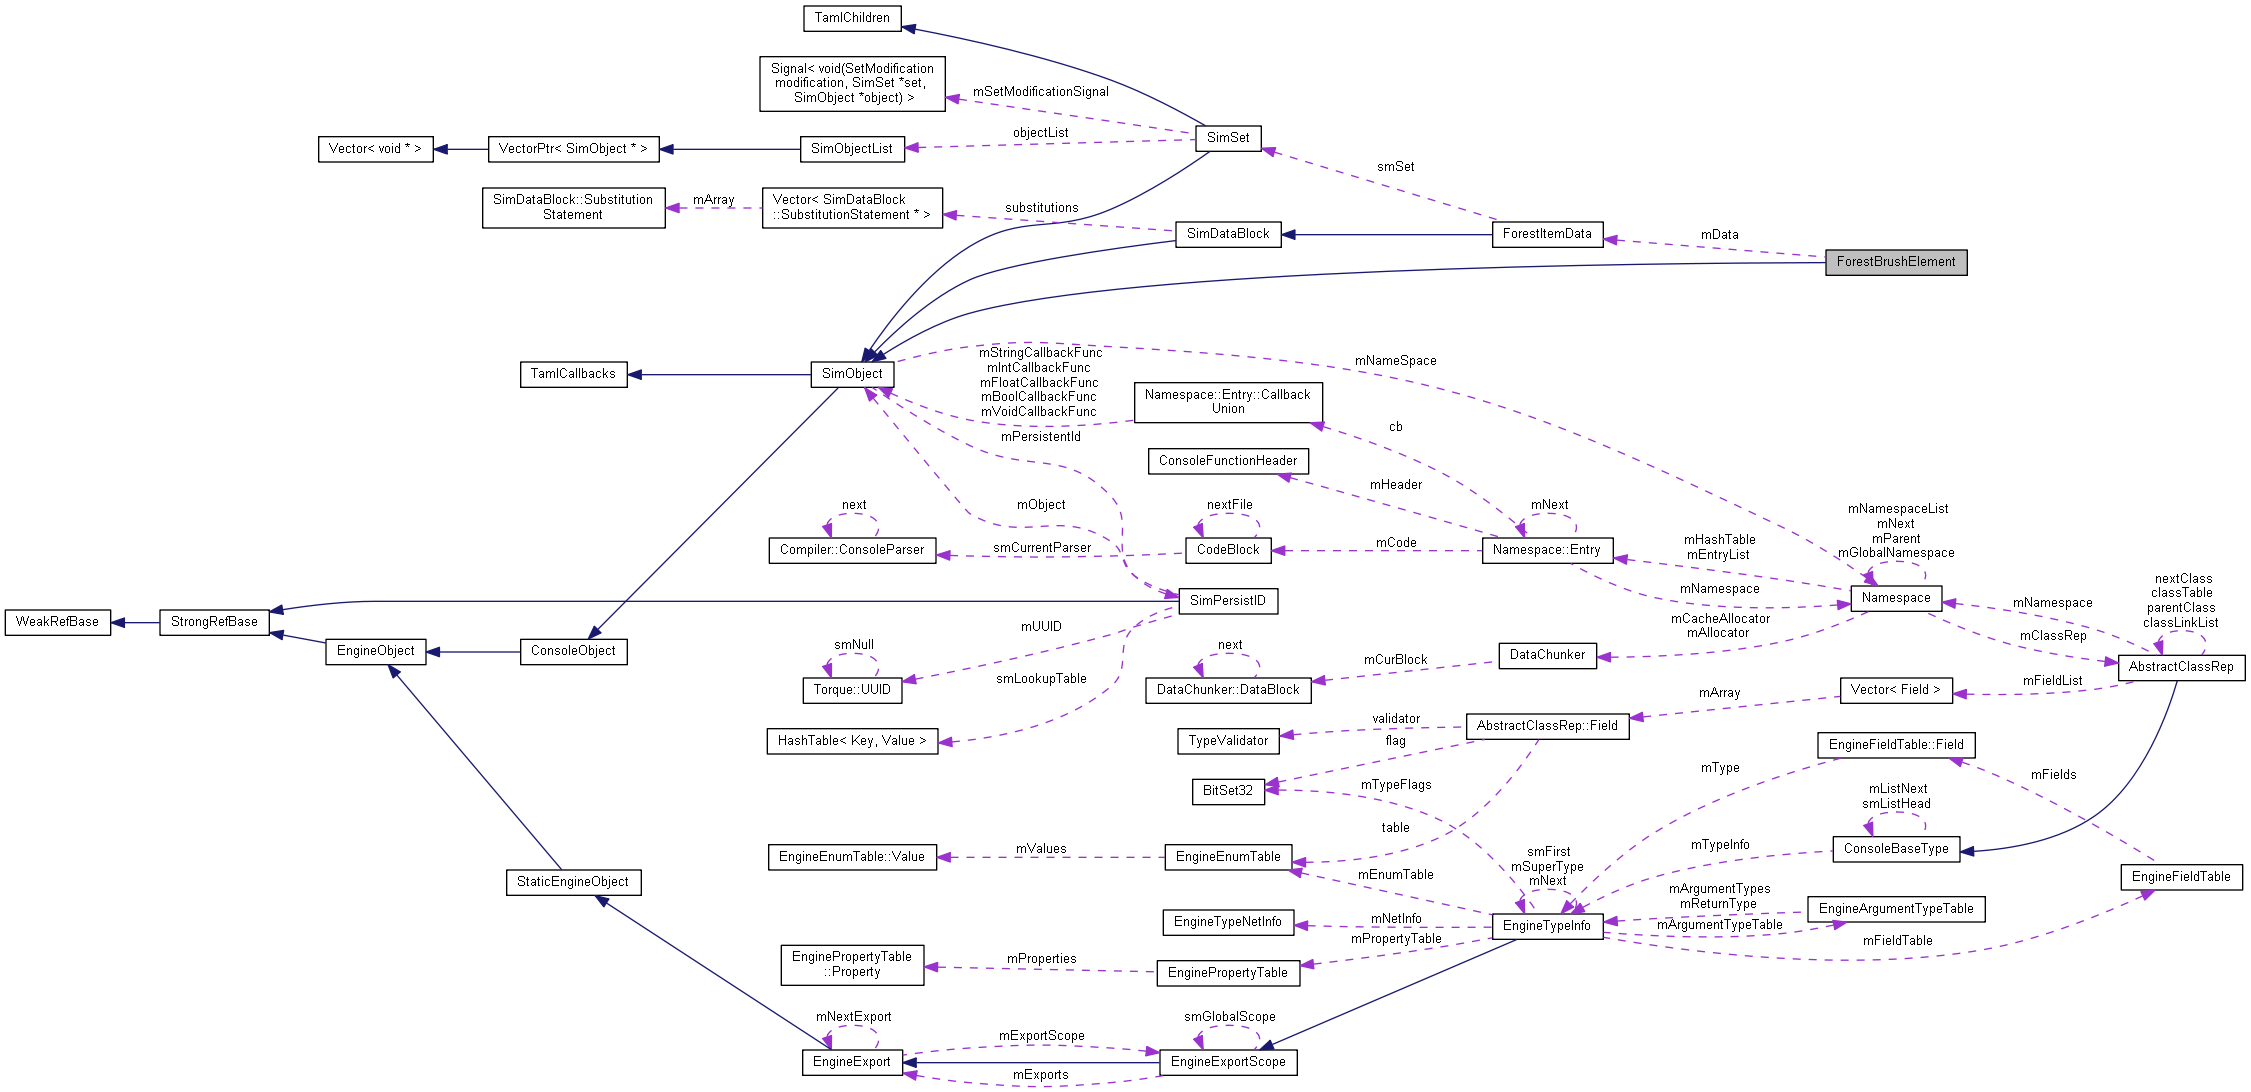 TamlChildren
Signal< void(SetModification
modification, SimSet *set,
SimObject *object) >
mSetModificationSignal
objectList
SimSet
Vector< void * >
VectorPtr< SimObject * >
SimObjectList
smSet
SimDataBlock::Substitution
Statement
mArray
Vector< SimDataBlock
::SubstitutionStatement * >
substitutions
SimDataBlock
ForestItemData
mData
ForestBrushElement
TamlCallbacks
SimObject
mStringCallbackFunc
mIntCallbackFunc
mFloatCallbackFunc
mBoolCallbackFunc
mVoidCallbackFunc
mNameSpace
Namespace::Entry::Callback
Union
mPersistentId
cb
ConsoleFunctionHeader
mHeader
mObject
next
nextFile
mNext
Compiler::ConsoleParser
smCurrentParser
CodeBlock
mCode
Namespace::Entry
mHashTable
mEntryList
mNamespaceList
mNext
mParent
mGlobalNamespace
mNamespace
Namespace
nextClass
classTable
parentClass
classLinkList
mNamespace
mClassRep
AbstractClassRep
WeakRefBase
StrongRefBase
EngineObject
ConsoleObject
SimPersistID
mUUID
smNull
Torque::UUID
smLookupTable
HashTable< Key, Value >
mCacheAllocator
mAllocator
DataChunker
mCurBlock
next
DataChunker::DataBlock
mFieldList
Vector< Field >
mArray
AbstractClassRep::Field
validator
TypeValidator
flag
BitSet32
mTypeFlags
table
EngineFieldTable::Field
mType
mFields
mListNext
smListHead
ConsoleBaseType
mTypeInfo
EngineEnumTable::Value
mValues
EngineEnumTable
mEnumTable
smFirst
mSuperType
mNext
EngineFieldTable
StaticEngineObject
EngineTypeNetInfo
mNetInfo
EngineTypeInfo
mArgumentTypes
mReturnType
EngineArgumentTypeTable
mArgumentTypeTable
mFieldTable
mPropertyTable
EnginePropertyTable
::Property
mProperties
EnginePropertyTable
mNextExport
EngineExport
mExportScope
smGlobalScope
EngineExportScope
mExports